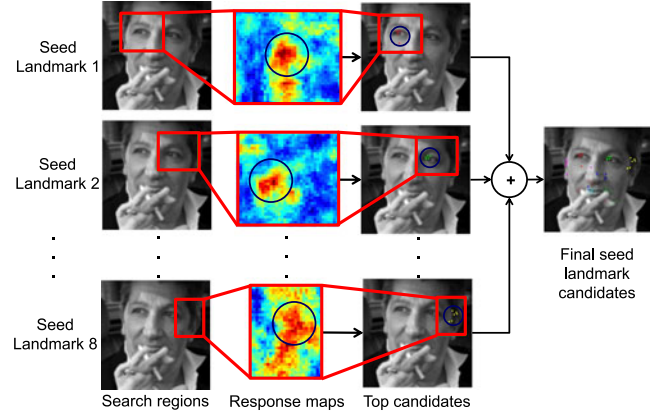 Seed
Landmark 1
Seed
Landmark 2
+
Final seed
landmark
candidates
Seed
Landmark 8
Search regions
Response maps
Top candidates